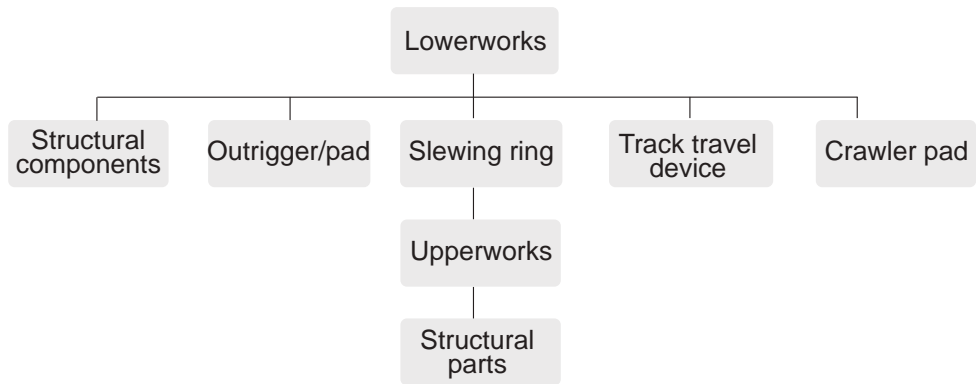 Lowerworks
Structural
components
Outrigger/pad
Slewing ring
Track travel
device
Crawler pad
Upperworks
Structural
parts